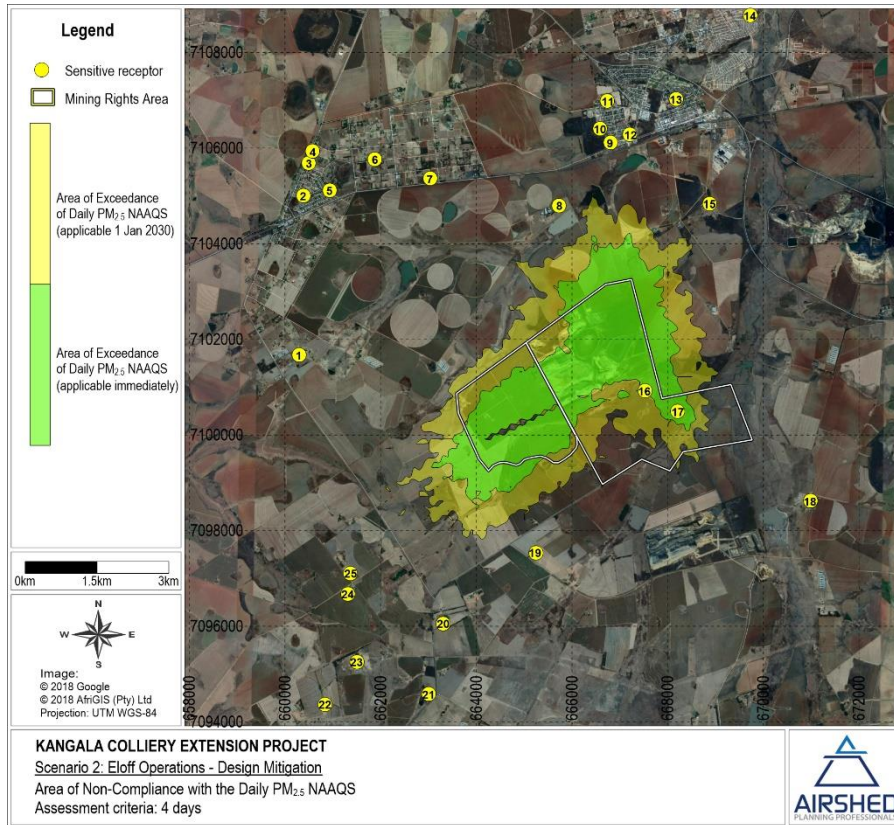 Legend
Sensitive receptor
Mining Rights Area
Area of Exceedance
of Daily PM2.5 NAAQS
(applicable 1 Jan 2030)
Area of Exceedance
of Daily PM2.5 NAAQS
(applicable immediately)
0km 1.5km 3km
N
W E
S
Image:
© 2018 Google
© 2018 AfriGIS (Pty) Ltd
Projection: UTM WGS-84
7108000
7106000
7104000
7102000
7100000
7098000
7096000
7094000
658000
660000
662000
664000
666000
668000
670000
672000
14
13
11
10
12
9
4
3
6
7
5
2
8
15
1
16
17
18
19
25
24
20
23
21
22
KANGALA COLLIERY EXTENSION PROJECT
Scenario 2: Eloff Operations - Design Mitigation
Area of Non-Compliance with the Daily PM2.5 NAAQS
Assessment criteria: 4 days
AIRSHED
PLANNING PROFESSIONALS